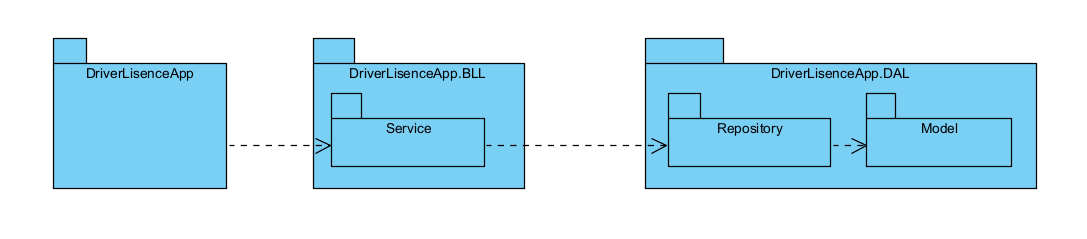 DriverLisenceApp
DriverLisenceApp.BLL
Service
DriverLisenceApp.DAL
Repository
Model